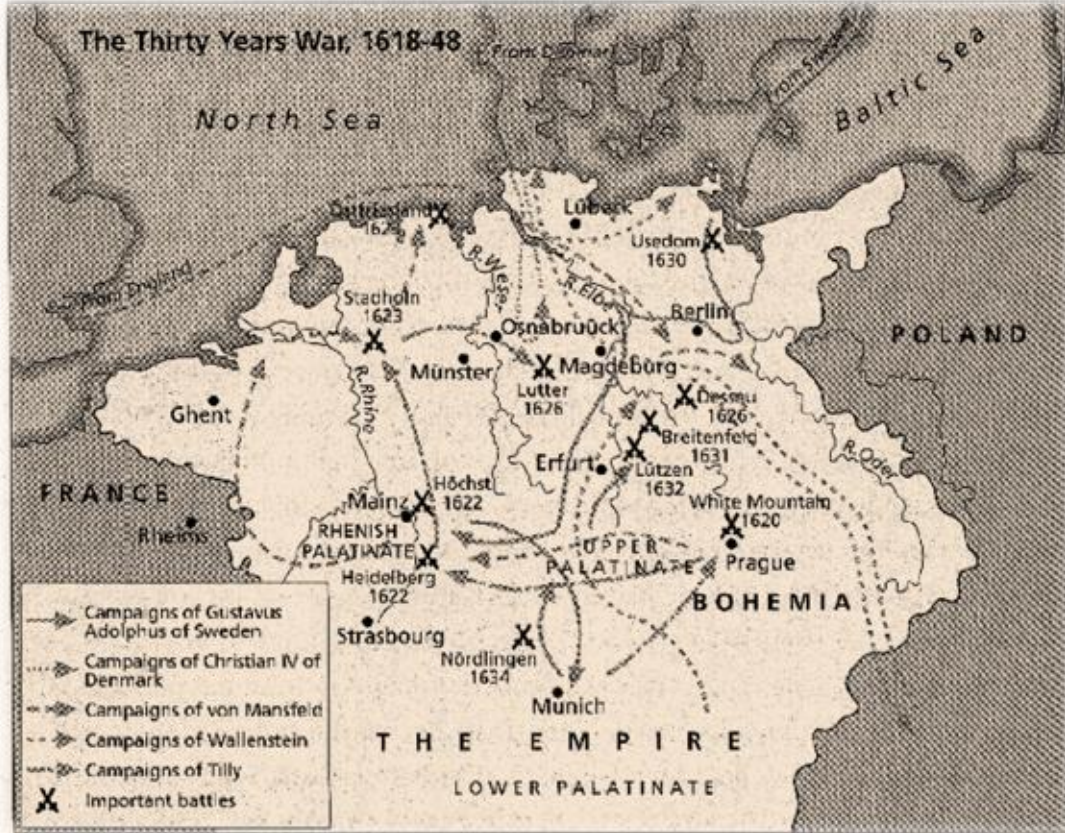 The Thirty Years War, 1618-48
From Denmark
From Sweden
Baltic Sea
North Sea
Lübeck
Ostfriesland
Usedom
1630
R. Weser
From England
R. Elbe
Stadholn
1623
Berlin
Osnabruück
POLAND
Münster
Magdeburg
Lutter
1626
Dessau
1626
R. Rhine
Ghent
Breitenfeld
1631
R. Oder
Erfurt
Lützen
1632
FRANCE
Höchst
1622
White Mountain
1620
Mainz
Rheims
RHENISH
PALATINATE
UPPER
PALATINATE
Prague
Heidelberg
1622
BOHEMIA
Campaigns of Gustavus
Adolphus of Sweden
Strasbourg
Nördlingen
1634
Campaigns of Christian IV of
Denmark
Munich
Campaigns of von Mansfeld
Campaigns of Wallenstein
THE EMPIRE
Campaigns of Tilly
LOWER PALATINATE
Important battles